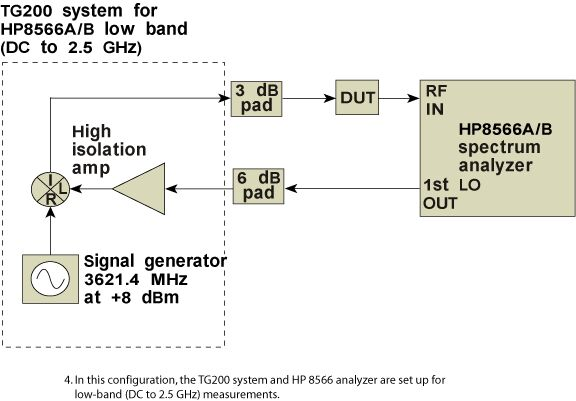 TG200 system for
HP8566A/B low band
(DC to 2.5 GHz)
3 dB
pad
DUT
RF
IN
HP8566A/B
spectrum
analyzer
1st LO
OUT
High
isolation
amp
6 dB
pad
I
L
R
Signal generator
3621.4 MHz
at +8 dBm
4. In this configuration, the TG200 system and HP 8566 analyzer are set up for
low-band (DC to 2.5 GHz) measurements.